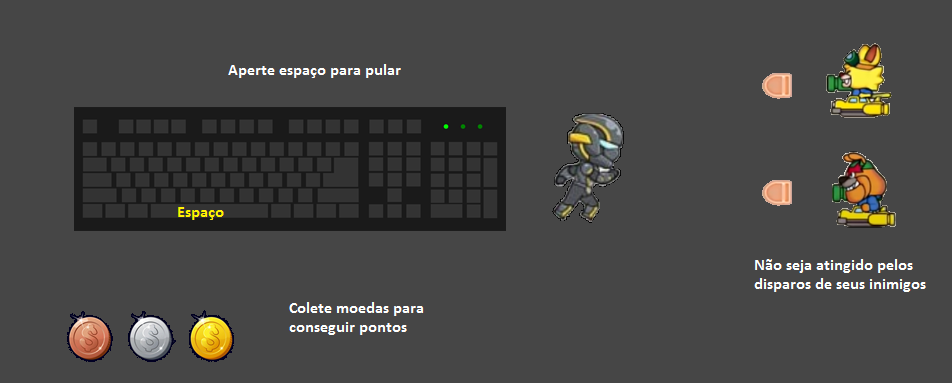 Aperte espaço para pular
Espaço
Não seja atingido pelos
disparos de seus inimigos
Colete moedas para
conseguir pontos